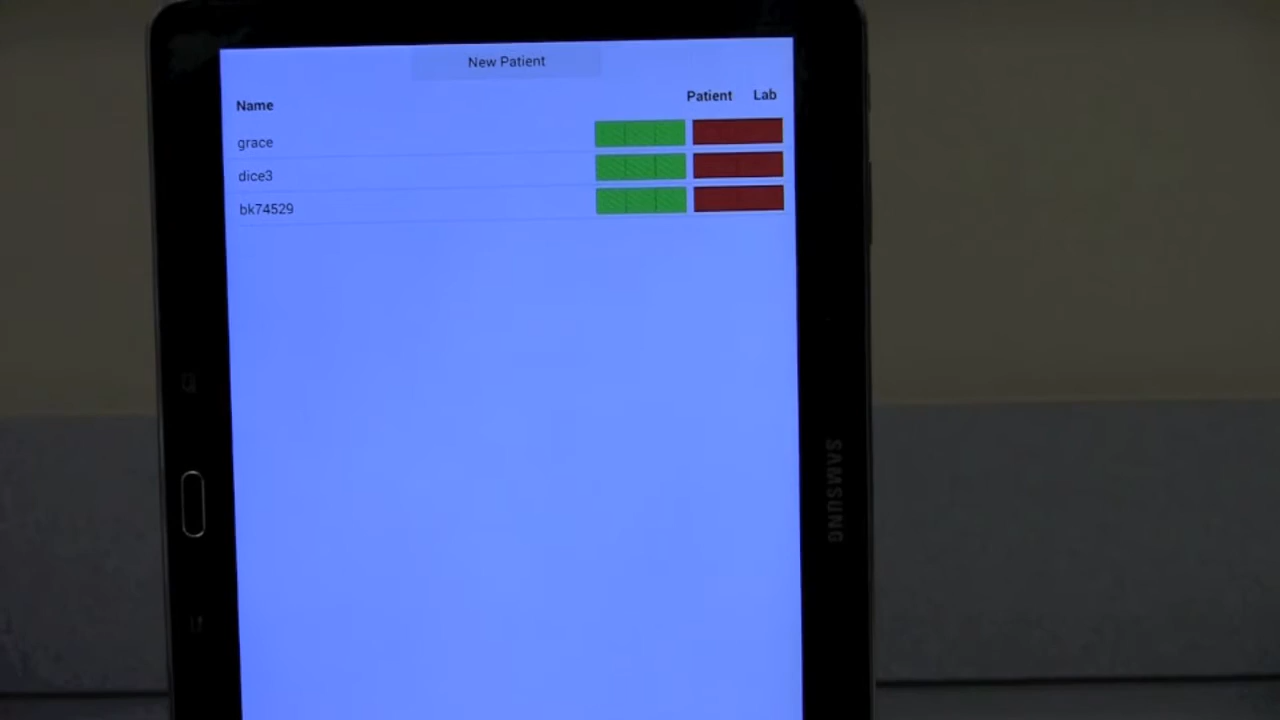 New Patient
Name Patient Lab
grace
dice3
bk74529
SAMSUNG